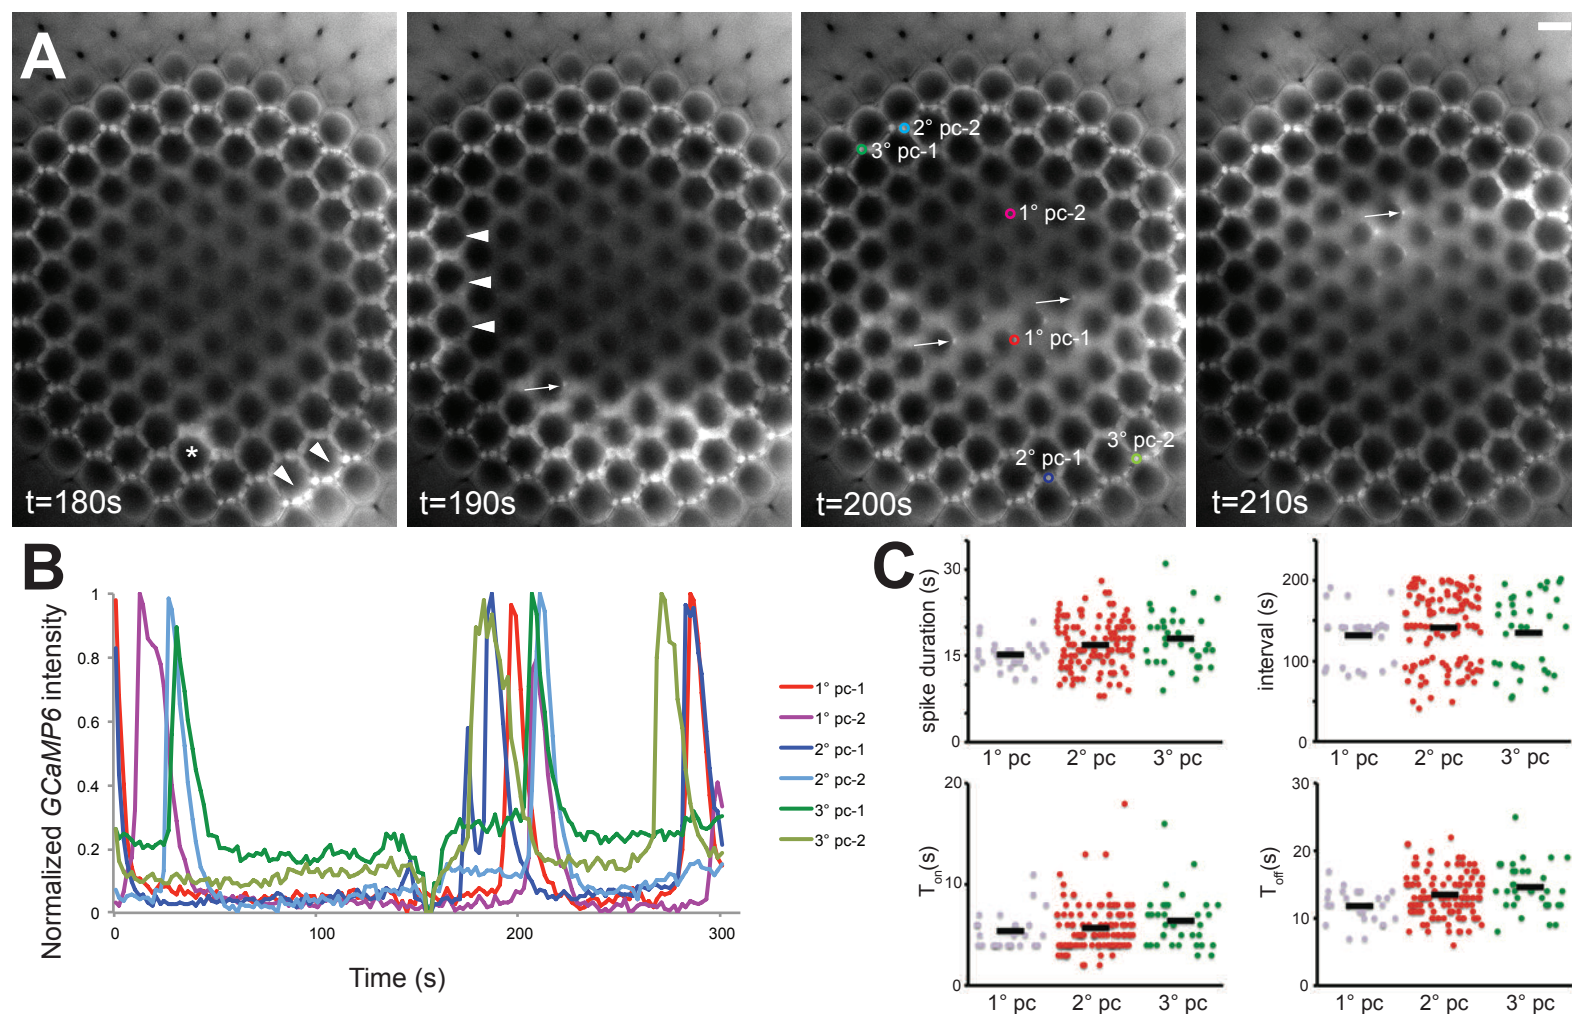 A
*
t=180s
t=190s
2° pc-2
3° pc-1
1° pc-2
1° pc-1
3° pc-2
2° pc-1
t=200s
t=210s
B
Normalized GCaMP6 intensity
1
0.8
0.6
0.4
0.2
0
0 100 200 300
Time (s)
1° pc-1
1° pc-2
2° pc-1
2° pc-2
3° pc-1
3° pc-2
C
spike duration (s)
30
15
0
1° pc 2° pc 3° pc
interval (s)
200
100
0
1° pc 2° pc 3° pc
Ton(s)
20
10
0
1° pc 2° pc 3° pc
Toff(s)
30
20
10
0
1° pc 2° pc 3° pc